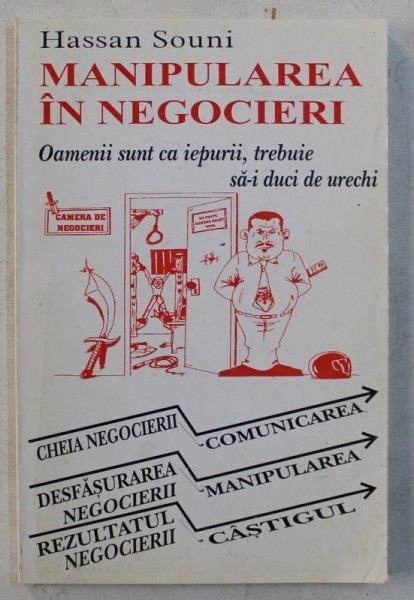 Hassan Souni
MANIPULAREA
ÎN NEGOCIERI
Oamenii sunt ca iepurii, trebuie
să-i duci de urechi
CAMERA DE
NEGOCIERI
CHEIA NEGOCIERII
COMUNICAREA
DESFĂȘURAREA
NEGOCIERII
MANIPULAREA
REZULTATUL
NEGOCIERII
CÂȘTIGUL